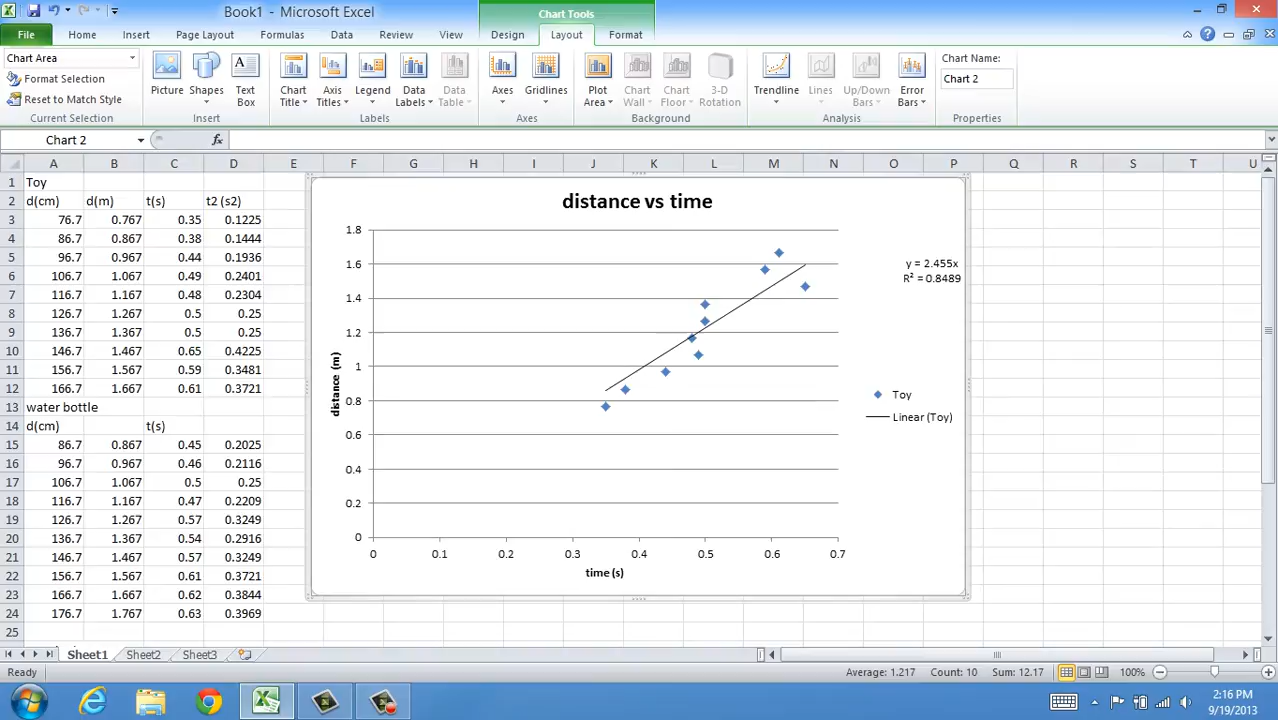 Book1 - Microsoft Excel
Chart Tools
File Home Insert Page Layout Formulas Data Review View Design Layout Format
Chart Area
Format Selection
Reset to Match Style
Current Selection
Picture Shapes Text Box
Insert
Chart Title Axis Titles Legend Data Labels Data Table
Labels
Axes Gridlines
Axes
Plot Area Chart Wall Chart Floor 3-D Rotation
Background
Trendline Lines Up/Down Bars Error Bars
Analysis
Chart Name:
Chart 2
Properties
Chart 2 fx
A B C D E F G H I J K L M N O P Q R S T U
1 Toy
2 d(cm) d(m) t(s) t2 (s2)
3 76.7 0.767 0.35 0.1225
4 86.7 0.867 0.38 0.1444
5 96.7 0.967 0.44 0.1936
6 106.7 1.067 0.49 0.2401
7 116.7 1.167 0.48 0.2304
8 126.7 1.267 0.5 0.25
9 136.7 1.367 0.5 0.25
10 146.7 1.467 0.65 0.4225
11 156.7 1.567 0.59 0.3481
12 166.7 1.667 0.61 0.3721
13 water bottle
14 d(cm) t(s)
15 86.7 0.867 0.45 0.2025
16 96.7 0.967 0.46 0.2116
17 106.7 1.067 0.5 0.25
18 116.7 1.167 0.47 0.2209
19 126.7 1.267 0.57 0.3249
20 136.7 1.367 0.54 0.2916
21 146.7 1.467 0.57 0.3249
22 156.7 1.567 0.61 0.3721
23 166.7 1.667 0.62 0.3844
24 176.7 1.767 0.63 0.3969
25
distance vs time
1.8
1.6
1.4
1.2
1
0.8
0.6
0.4
0.2
0
distance (m)
0 0.1 0.2 0.3 0.4 0.5 0.6 0.7
time (s)
y = 2.455x
R² = 0.8489
Toy
Linear (Toy)
Sheet1 Sheet2 Sheet3
Ready
Average: 1.217 Count: 10 Sum: 12.17 100%
2:16 PM
9/19/2013